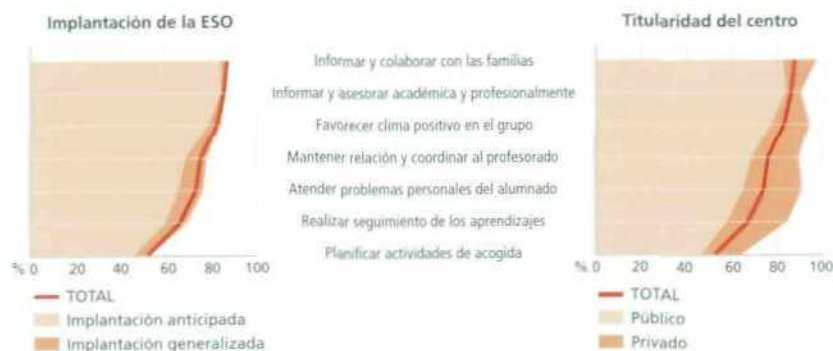 Implantación de la ESO
Titularidad del centro
Informar y colaborar con las familias
Informar y asesorar académica y profesionalmente
Favorecer clima positivo en el grupo
Mantener relación y coordinar al profesorado
Atender problemas personales del alumnado
Realizar seguimiento de los aprendizajes
Planificar actividades de acogida
% 0 20 40 60 80 100
TOTAL
Implantación anticipada
Implantación generalizada
% 0 20 40 60 80 100
TOTAL
Público
Privado